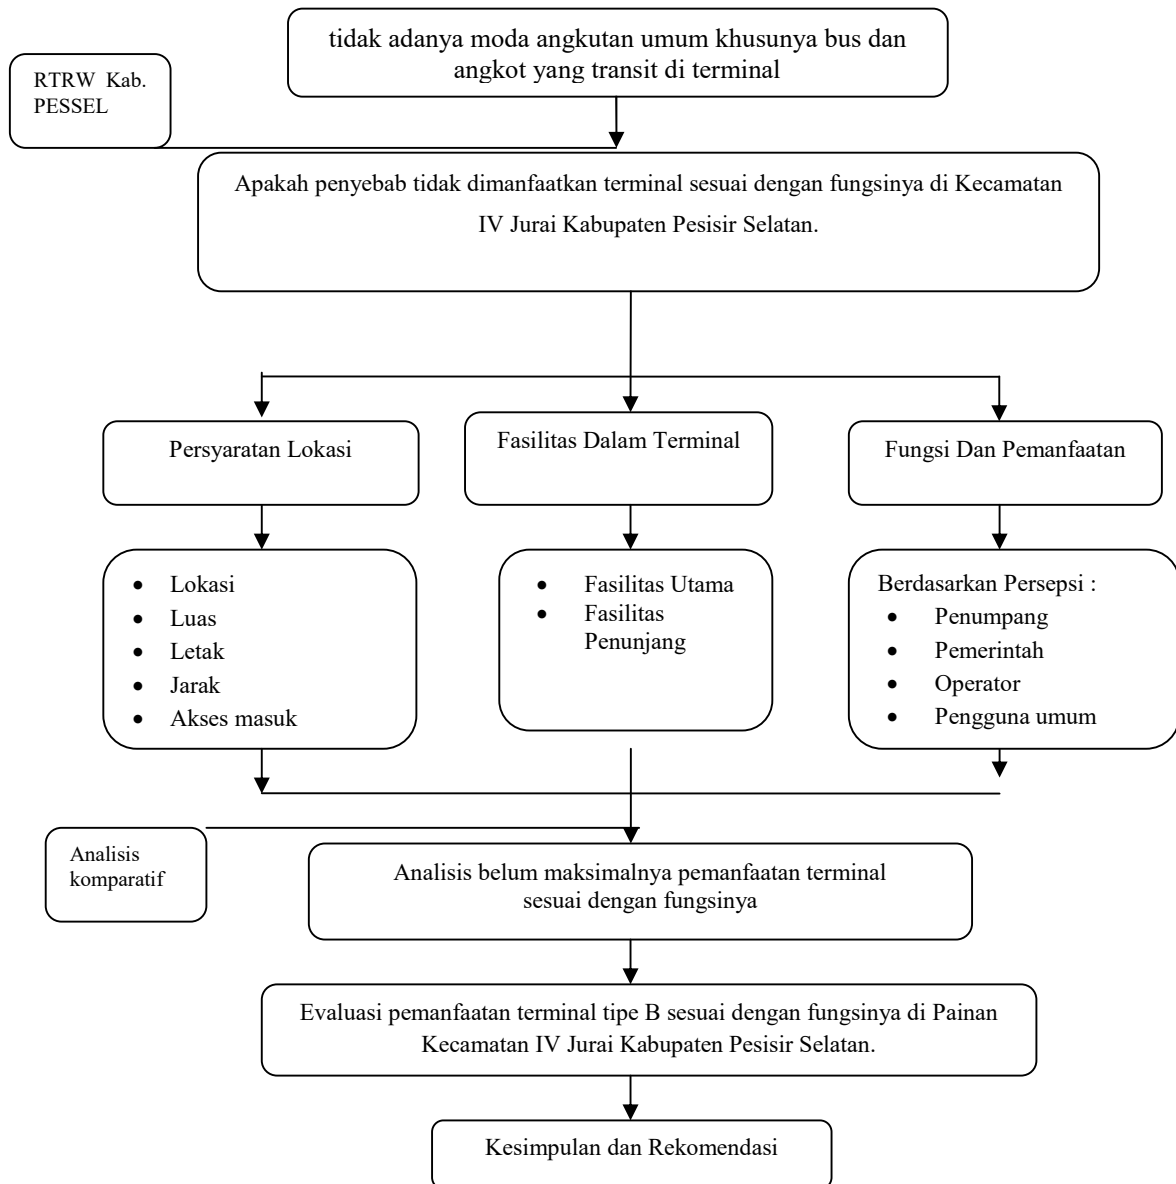 tidak adanya moda angkutan umum khusunya bus dan
angkot yang transit di terminal
RTRW Kab.
PESSEL
Apakah penyebab tidak dimanfaatkan terminal sesuai dengan fungsinya di Kecamatan
IV Jurai Kabupaten Pesisir Selatan.
Persyaratan Lokasi
Fasilitas Dalam Terminal
Fungsi Dan Pemanfaatan
• Lokasi
• Luas
• Letak
• Jarak
• Akses masuk
• Fasilitas Utama
• Fasilitas
Penunjang
Berdasarkan Persepsi :
• Penumpang
• Pemerintah
• Operator
• Pengguna umum
Analisis
komparatif
Analisis belum maksimalnya pemanfaatan terminal
sesuai dengan fungsinya
Evaluasi pemanfaatan terminal tipe B sesuai dengan fungsinya di Painan
Kecamatan IV Jurai Kabupaten Pesisir Selatan.
Kesimpulan dan Rekomendasi